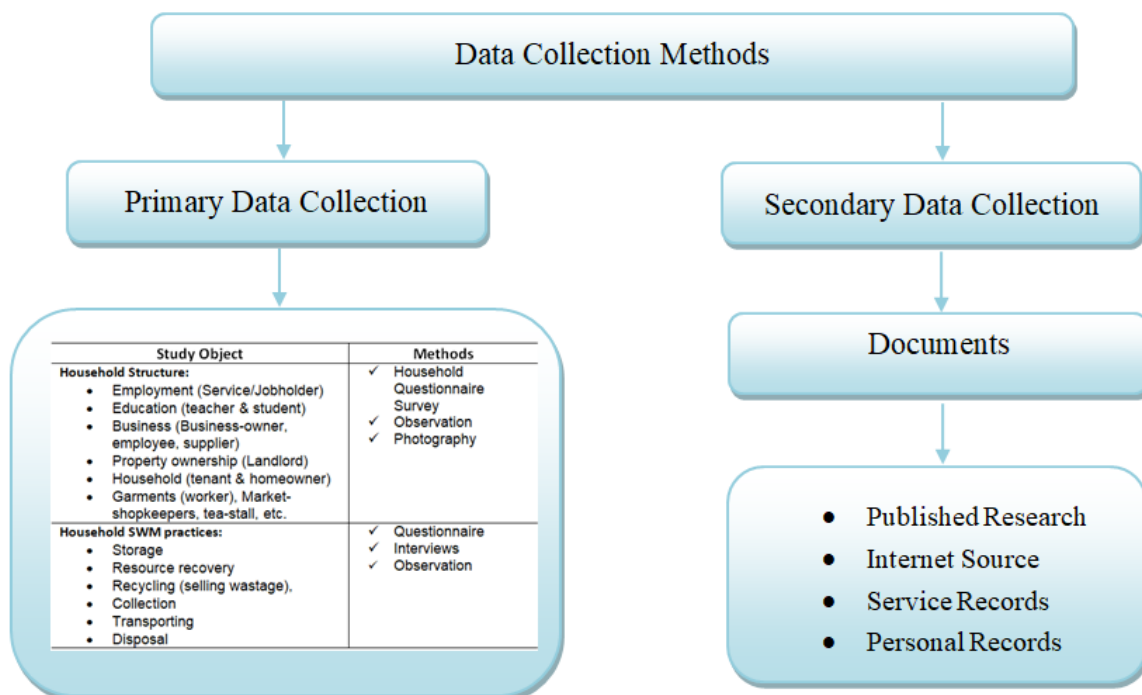 Data Collection Methods
Primary Data Collection
Secondary Data Collection
Study Object
Methods
Household Structure:
• Employment (Service/Jobholder)
• Education (teacher & student)
• Business (Business-owner,
employee, supplier)
• Property ownership (Landlord)
• Household (tenant & homeowner)
• Garments (worker), Market-
shopkeepers, tea-stall, etc.
✓ Household
Questionnaire
Survey
✓ Observation
✓ Photography
Household SWM practices:
• Storage
• Resource recovery
• Recycling (selling wastage),
• Collection
• Transporting
• Disposal
✓ Questionnaire
✓ Interviews
✓ Observation
Documents
● Published Research
● Internet Source
● Service Records
● Personal Records